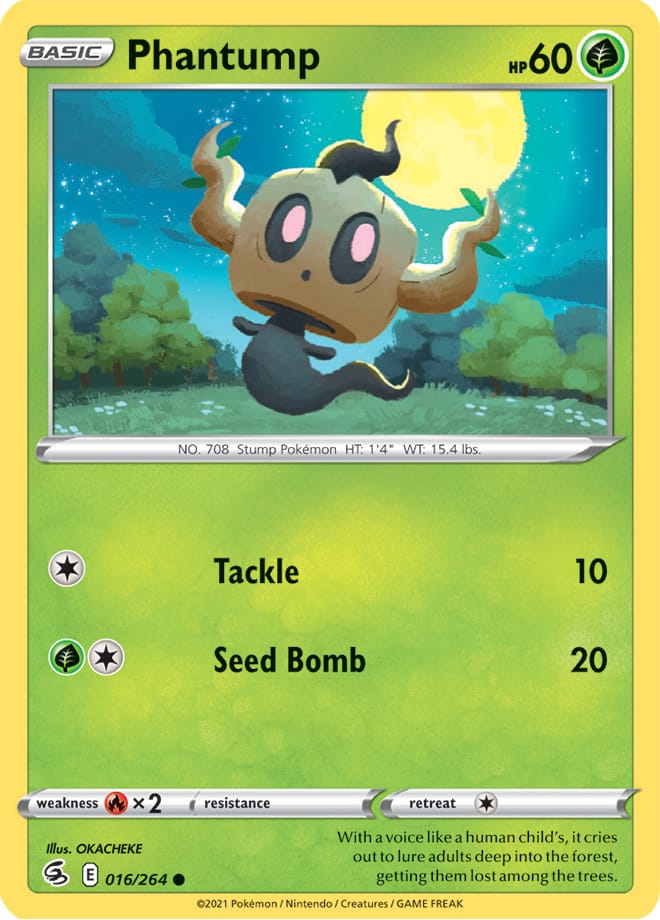 BASIC Phantump HP60
NO. 708 Stump Pokémon HT: 1'4" WT: 15.4 lbs.
Tackle 10
Seed Bomb 20
weakness ×2 resistance retreat
Illus. OKACHEKE
With a voice like a human child's, it cries
out to lure adults deep into the forest,
getting them lost among the trees.
E 016/264
©2021 Pokémon / Nintendo / Creatures / GAME FREAK